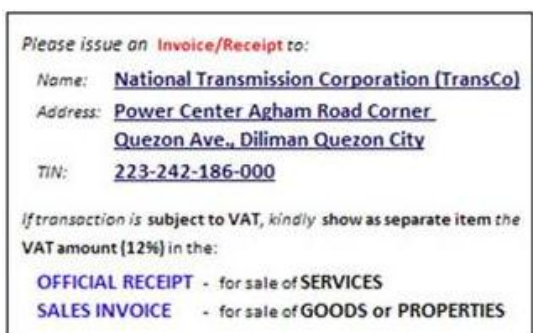 Please issue an Invoice/Receipt to:
Name: National Transmission Corporation (TransCo)
Address: Power Center Agham Road Corner
Quezon Ave., Diliman Quezon City
TIN: 223-242-186-000
If transaction is subject to VAT, kindly show as separate item the
VAT amount (12%) in the:
OFFICIAL RECEIPT - for sale of SERVICES
SALES INVOICE - for sale of GOODS or PROPERTIES